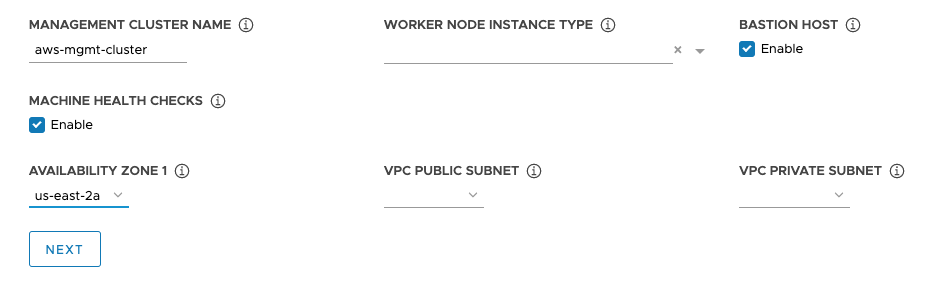 MANAGEMENT CLUSTER NAME
WORKER NODE INSTANCE TYPE
BASTION HOST
aws-mgmt-cluster
Enable
MACHINE HEALTH CHECKS
Enable
AVAILABILITY ZONE 1
VPC PUBLIC SUBNET
VPC PRIVATE SUBNET
us-east-2a
NEXT